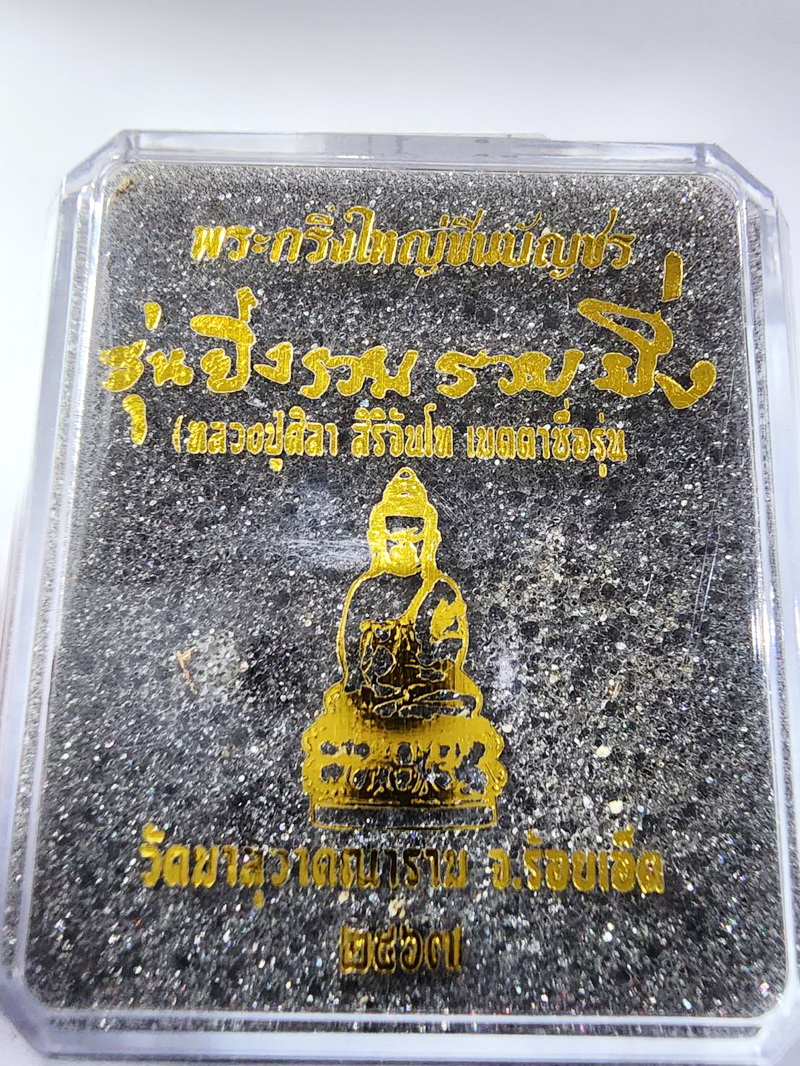 พระกริ่งใหญ่ชินบัญชร
รุ่นปึ่งรวย รวยปึ่ง
(หลวงปู่ศิลา สิริจันโท เมตตาชื่อรุ่น
วัดมาลุวาคณาราม จ.ร้อยเอ็ด
๒๕๖๗